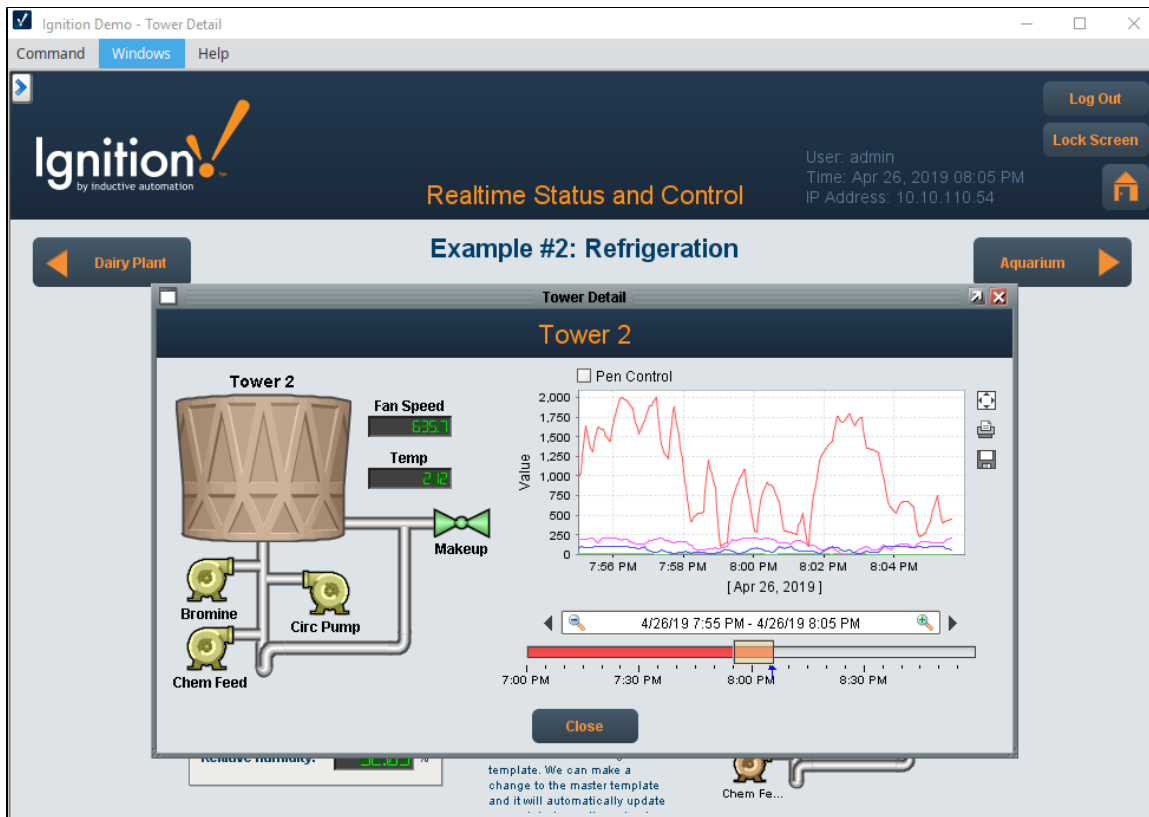 Ignition Demo - Tower Detail
Command Windows Help
Log Out
Lock Screen
Ignition!
by inductive automation
™
Realtime Status and Control
User: admin
Time: Apr 26, 2019 08:05 PM
IP Address: 10.10.110.54
Example #2: Refrigeration
Dairy Plant
Aquarium
Tower Detail
Tower 2
Tower 2
Fan Speed
635.7
Temp
212
Makeup
Bromine
Circ Pump
Chem Feed
Pen Control
Value
2,000
1,750
1,500
1,250
1,000
750
500
250
0
7:56 PM 7:58 PM 8:00 PM 8:02 PM 8:04 PM
[ Apr 26, 2019 ]
4/26/19 7:55 PM - 4/26/19 8:05 PM
7:00 PM 7:30 PM 8:00 PM 8:30 PM
Close
Relative Humidity: %
template. We can make a
change to the master template
and it will automatically update
Chem Fe...